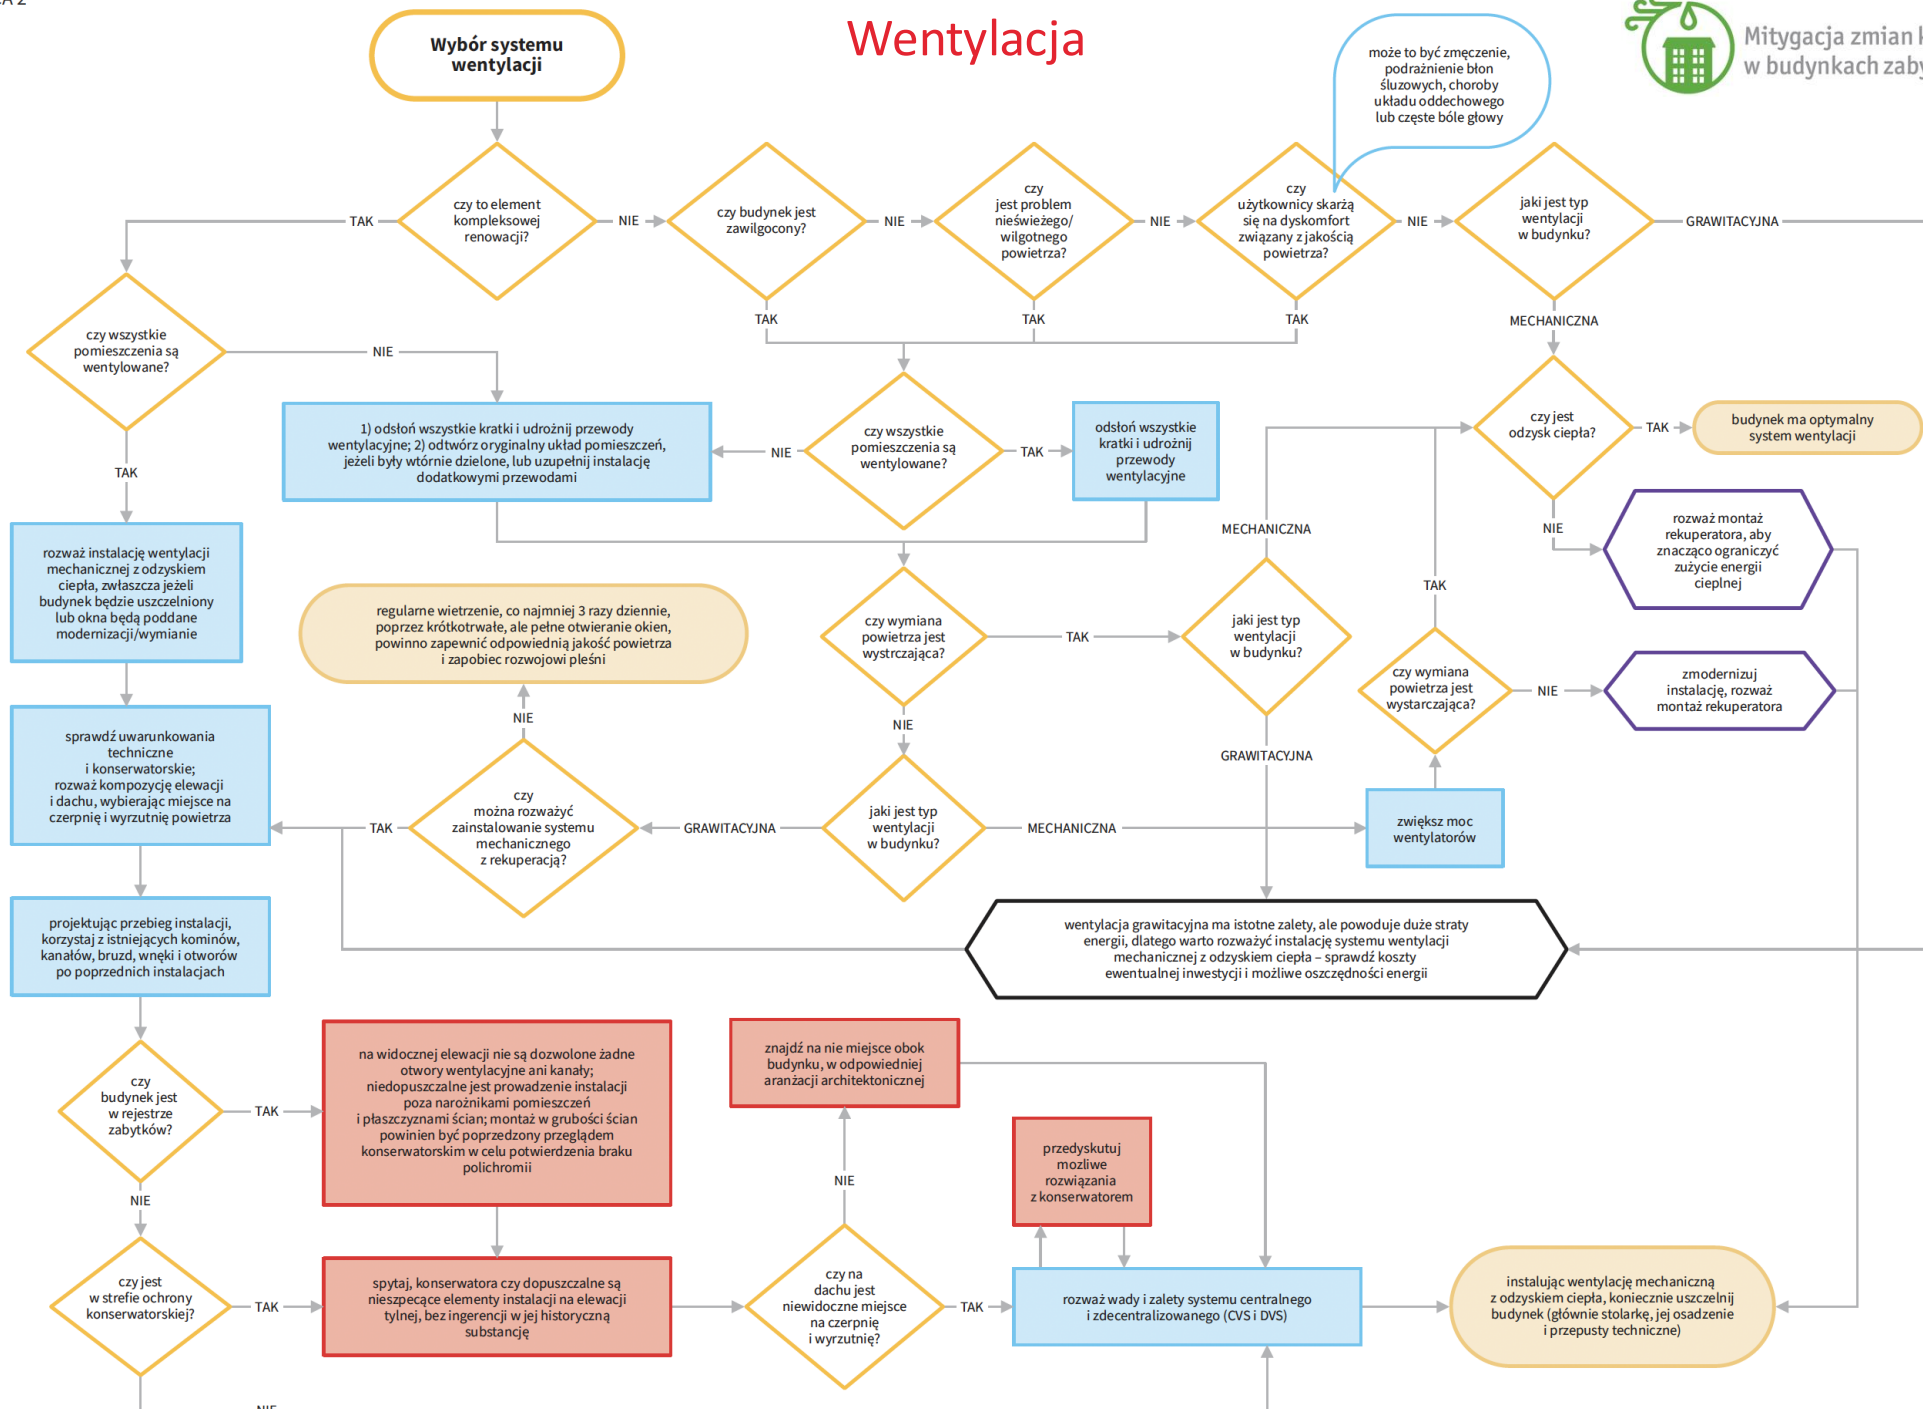 Wentylacja
Mitygacja zmian
w budynkach
Wybór systemu
wentylacji
może to być zmęczenie,
podrażnienie błon
śluzowych, choroby
układu oddechowego
lub częste bóle głowy
czy to element
kompleksowej
renowacji?
TAK
NIE
czy budynek jest
zawilgocony?
NIE
czy
jest problem
nieświeżego/
wilgotnego
powietrza?
NIE
czy
użytkownicy skarżą
się na dyskomfort
związany z jakością
powietrza?
NIE
jaki jest typ
wentylacji
w budynku?
GRAWITACYJNA
TAK
TAK
TAK
MECHANICZNA
czy wszystkie
pomieszczenia są
wentylowane?
NIE
TAK
1) odsłoń wszystkie kratki i udrożnij przewody
wentylacyjne; 2) odtwórz oryginalny układ pomieszczeń,
jeżeli były wtórnie dzielone, lub uzupełnij instalację
dodatkowymi przewodami
NIE
czy wszystkie
pomieszczenia są
wentylowane?
TAK
odsłoń wszystkie
kratki i udrożnij
przewody
wentylacyjne
czy jest
odzysk ciepła?
TAK
budynek ma optymalny
system wentylacji
NIE
rozważ montaż
rekuperatora, aby
znacząco ograniczyć
zużycie energii
cieplnej
MECHANICZNA
rozważ instalację wentylacji
mechanicznej z odzyskiem
ciepła, zwłaszcza jeżeli
budynek będzie uszczelniony
lub okna będą poddane
modernizacji/wymianie
regularne wietrzenie, co najmniej 3 razy dziennie,
poprzez krótkotrwałe, ale pełne otwieranie okien,
powinno zapewnić odpowiednią jakość powietrza
i zapobiec rozwojowi pleśni
czy wymiana
powietrza jest
wystrczająca?
TAK
jaki jest typ
wentylacji
w budynku?
TAK
czy wymiana
powietrza jest
wystarczająca?
NIE
zmodernizuj
instalację, rozważ
montaż rekuperatora
NIE
NIE
GRAWITACYJNA
sprawdź uwarunkowania
techniczne
i konserwatorskie;
rozważ kompozycję elewacji
i dachu, wybierając miejsce na
czerpnię i wyrzutnię powietrza
TAK
czy
można rozważyć
zainstalowanie systemu
mechanicznego
z rekuperacją?
GRAWITACYJNA
jaki jest typ
wentylacji
w budynku?
MECHANICZNA
zwiększ moc
wentylatorów
projektując przebieg instalacji,
korzystaj z istniejących kominów,
kanałów, bruzd, wnęki i otworów
po poprzednich instalacjach
wentylacja grawitacyjna ma istotne zalety, ale powoduje duże straty
energii, dlatego warto rozważyć instalację systemu wentylacji
mechanicznej z odzyskiem ciepła – sprawdź koszty
ewentualnej inwestycji i możliwe oszczędności energii
czy
budynek jest
w rejestrze
zabytków?
TAK
na widocznej elewacji nie są dozwolone żadne
otwory wentylacyjne ani kanały;
niedopuszczalne jest prowadzenie instalacji
poza narożnikami pomieszczeń
i płaszczyznami ścian; montaż w grubości ścian
powinien być poprzedzony przeglądem
konserwatorskim w celu potwierdzenia braku
polichromii
znajdź na nie miejsce obok
budynku, w odpowiedniej
aranżacji architektonicznej
przedyskutuj
mozliwe
rozwiązania
z konserwatorem
NIE
NIE
czy jest
w strefie ochrony
konserwatorskiej?
TAK
spytaj, konserwatora czy dopuszczalne są
nieszpecące elementy instalacji na elewacji
tylnej, bez ingerencji w jej historyczną
substancję
czy na
dachu jest
niewidoczne miejsce
na czerpnię
i wyrzutnię?
TAK
rozważ wady i zalety systemu centralnego
i zdecentralizowanego (CVS i DVS)
instalując wentylację mechaniczną
z odzyskiem ciepła, koniecznie uszczelnij
budynek (głównie stolarkę, jej osadzenie
i przepusty techniczne)
NIE